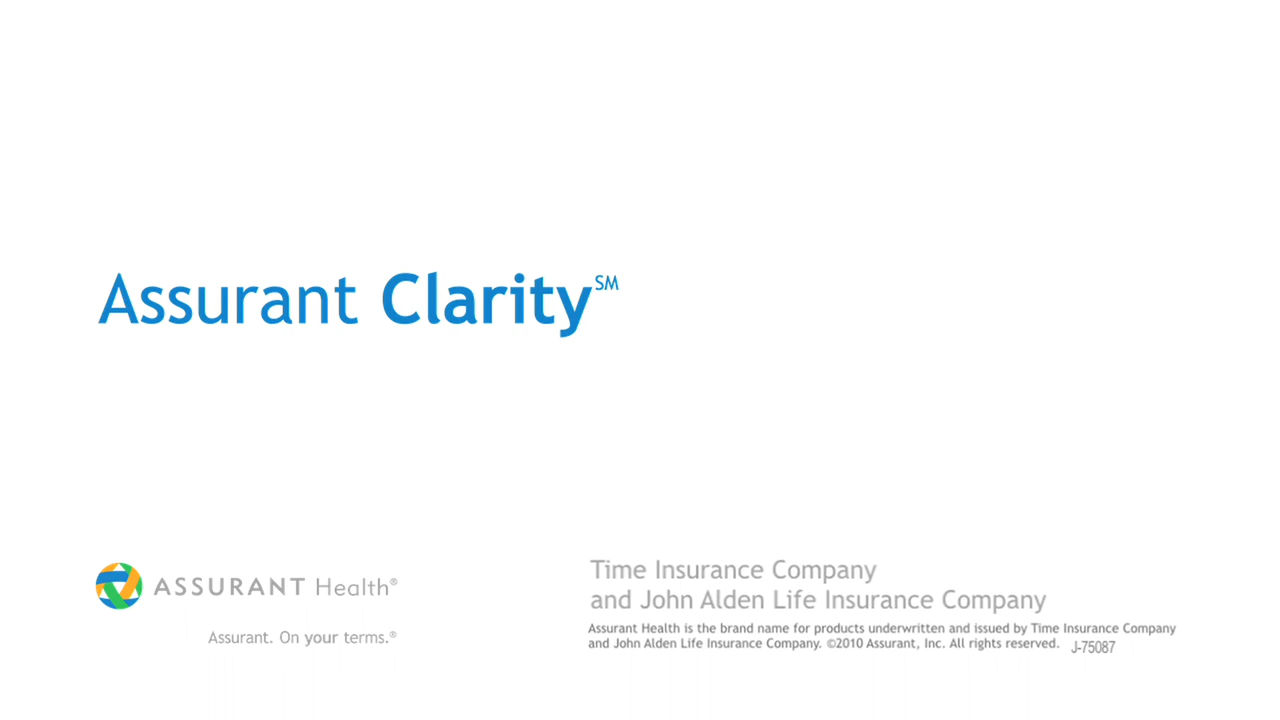 Assurant Clarity℠
ASSURANT Health®
Assurant. On your terms.®
Time Insurance Company
and John Alden Life Insurance Company
Assurant Health is the brand name for products underwritten and issued by Time Insurance Company
and John Alden Life Insurance Company. ©2010 Assurant, Inc. All rights reserved. J-75087